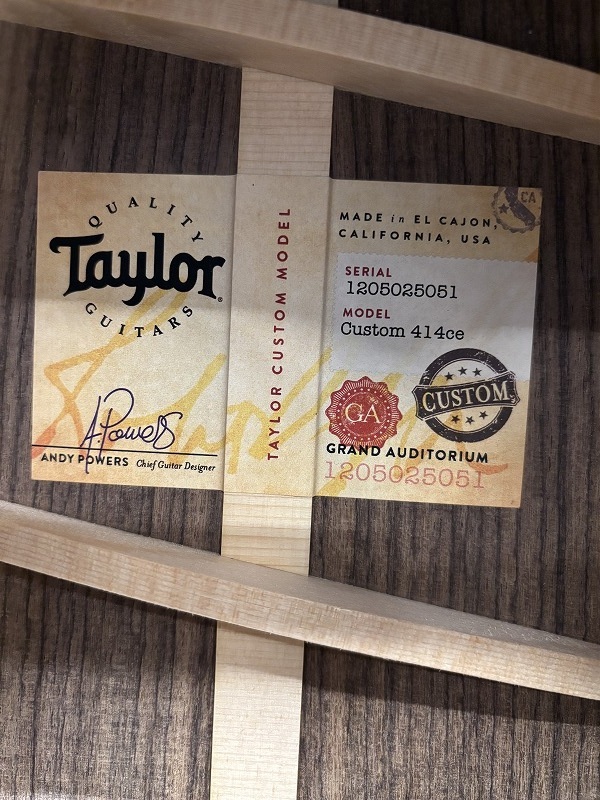 QUALITY
Taylor®
GUITARS
A. Powers
ANDY POWERS Chief Guitar Designer
TAYLOR CUSTOM MODEL
CA
MADE in EL CAJON,
CALIFORNIA, USA
SERIAL
1205025051
MODEL
Custom 414ce
GA
CUSTOM
GRAND AUDITORIUM
1205025051